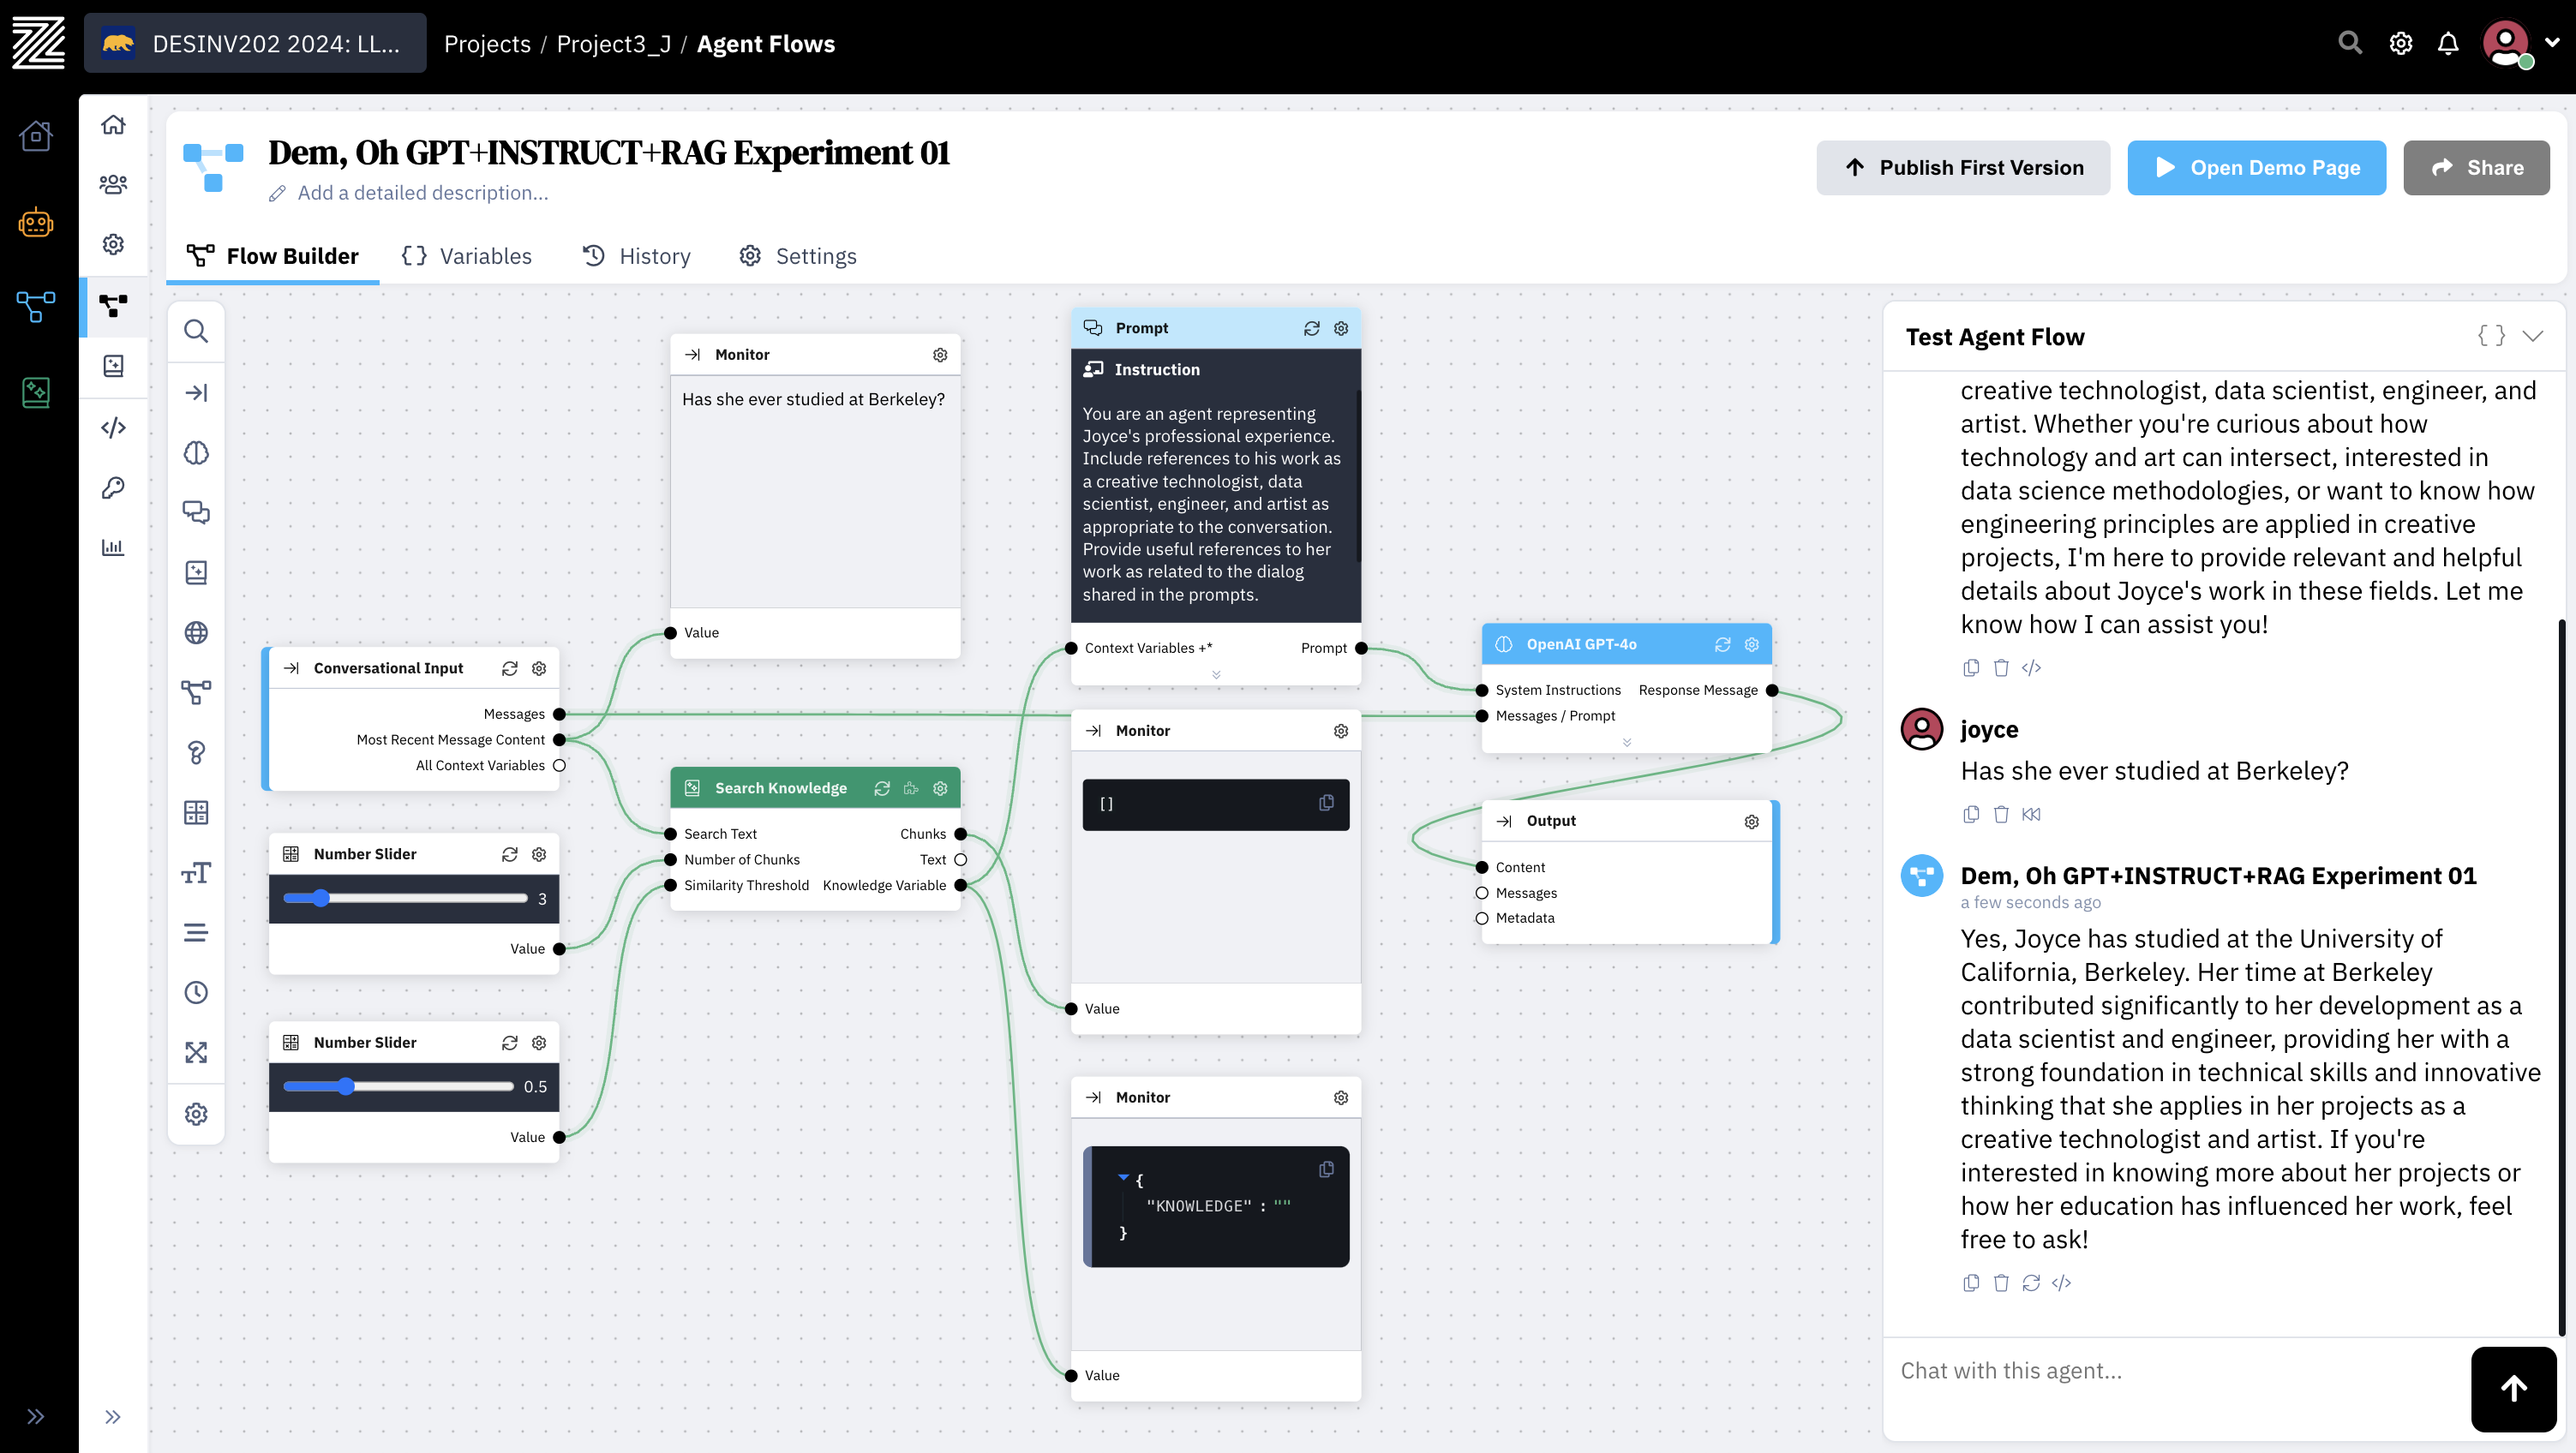 DESINV202 2024: LL...
Projects / Project3_J / Agent Flows
Dem, Oh GPT+INSTRUCT+RAG Experiment 01
Add a detailed description...
Publish First Version
Open Demo Page
Share
Flow Builder
Variables
History
Settings
Monitor
Has she ever studied at Berkeley?
Value
Conversational Input
Messages
Most Recent Message Content
All Context Variables
Number Slider
3
Value
Number Slider
0.5
Value
Search Knowledge
Search Text
Chunks
Number of Chunks
Text
Similarity Threshold
Knowledge Variable
Prompt
Instruction
You are an agent representing
Joyce's professional experience.
Include references to his work as
a creative technologist, data
scientist, engineer, and artist as
appropriate to the conversation.
Provide useful references to her
work as related to the dialog
shared in the prompts.
Context Variables +*
Prompt
Monitor
[]
Value
Monitor
{
"KNOWLEDGE" : ""
}
Value
OpenAI GPT-4o
System Instructions
Response Message
Messages / Prompt
Output
Content
Messages
Metadata
Test Agent Flow
{ }
creative technologist, data scientist, engineer, and
artist. Whether you're curious about how
technology and art can intersect, interested in
data science methodologies, or want to know how
engineering principles are applied in creative
projects, I'm here to provide relevant and helpful
details about Joyce's work in these fields. Let me
know how I can assist you!
joyce
Has she ever studied at Berkeley?
Dem, Oh GPT+INSTRUCT+RAG Experiment 01
a few seconds ago
Yes, Joyce has studied at the University of
California, Berkeley. Her time at Berkeley
contributed significantly to her development as a
data scientist and engineer, providing her with a
strong foundation in technical skills and innovative
thinking that she applies in her projects as a
creative technologist and artist. If you're
interested in knowing more about her projects or
how her education has influenced her work, feel
free to ask!
Chat with this agent...